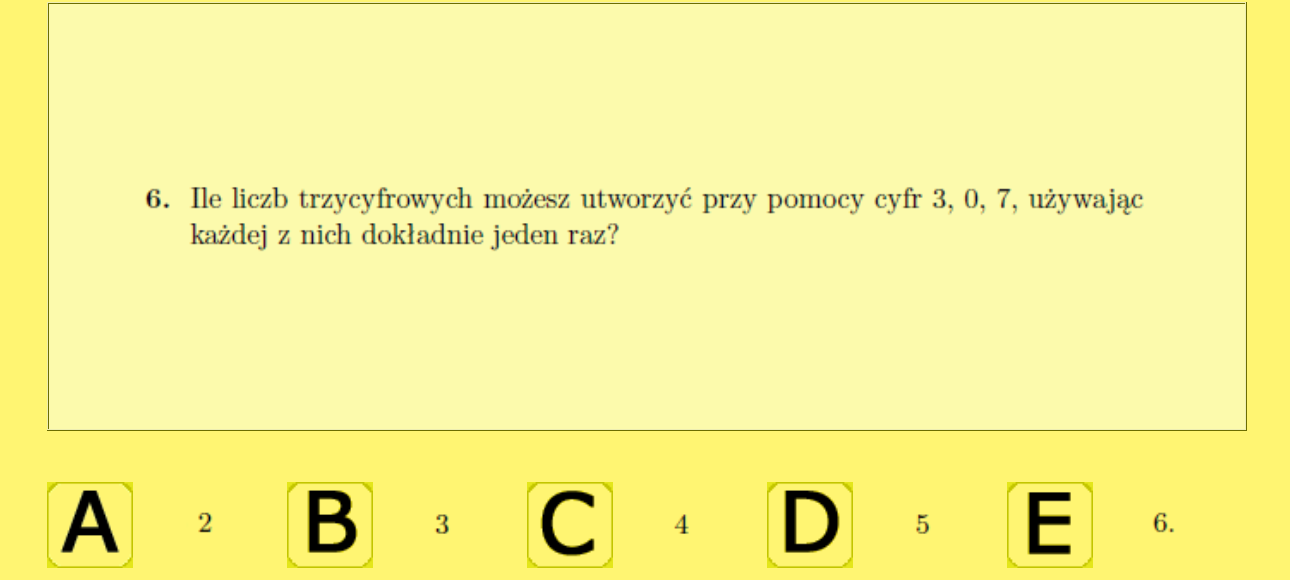 6. Ile liczb trzycyfrowych możesz utworzyć przy pomocy cyfr 3, 0, 7, używając
każdej z nich dokładnie jeden raz?
A 2 B 3 C 4 D 5 E 6.